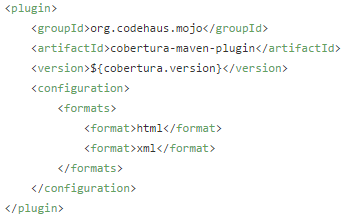 <plugin>
    <groupId>org.codehaus.mojo</groupId>
    <artifactId>cobertura-maven-plugin</artifactId>
    <version>${cobertura.version}</version>
    <configuration>
        <formats>
            <format>html</format>
            <format>xml</format>
        </formats>
    </configuration>
</plugin>